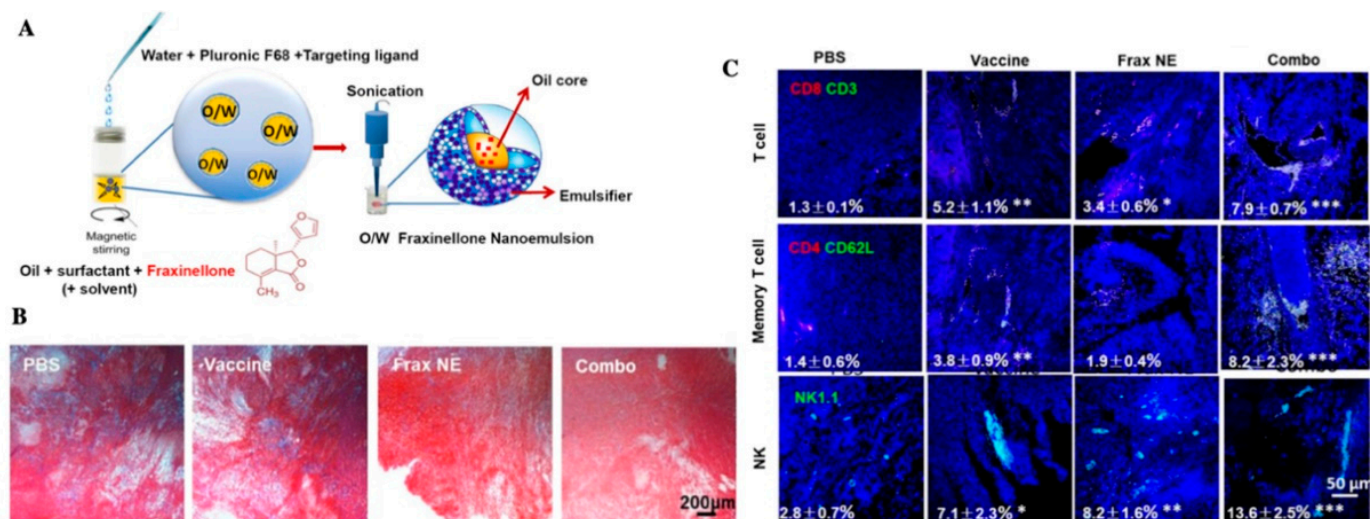 A
Water + Pluronic F68 +Targeting ligand
O/W
O/W
O/W
O/W
Sonication
Oil core
Emulsifier
O/W Fraxinellone Nanoemulsion
Magnetic
stirring
Oil + surfactant + Fraxinellone
(+ solvent)
O
O
O
CH₃
B
PBS
Vaccine
Frax NE
Combo
200μm
C
PBS
Vaccine
Frax NE
Combo
T cell
CD8 CD3
1.3±0.1%
5.2±1.1% **
3.4±0.6% *
7.9±0.7% ***
Memory T cell
CD4 CD62L
1.4±0.6%
3.8±0.9% **
1.9±0.4%
8.2±2.3% ***
NK
NK1.1
2.8±0.7%
7.1±2.3% *
8.2±1.6% **
13.6±2.5% ***
50 μm